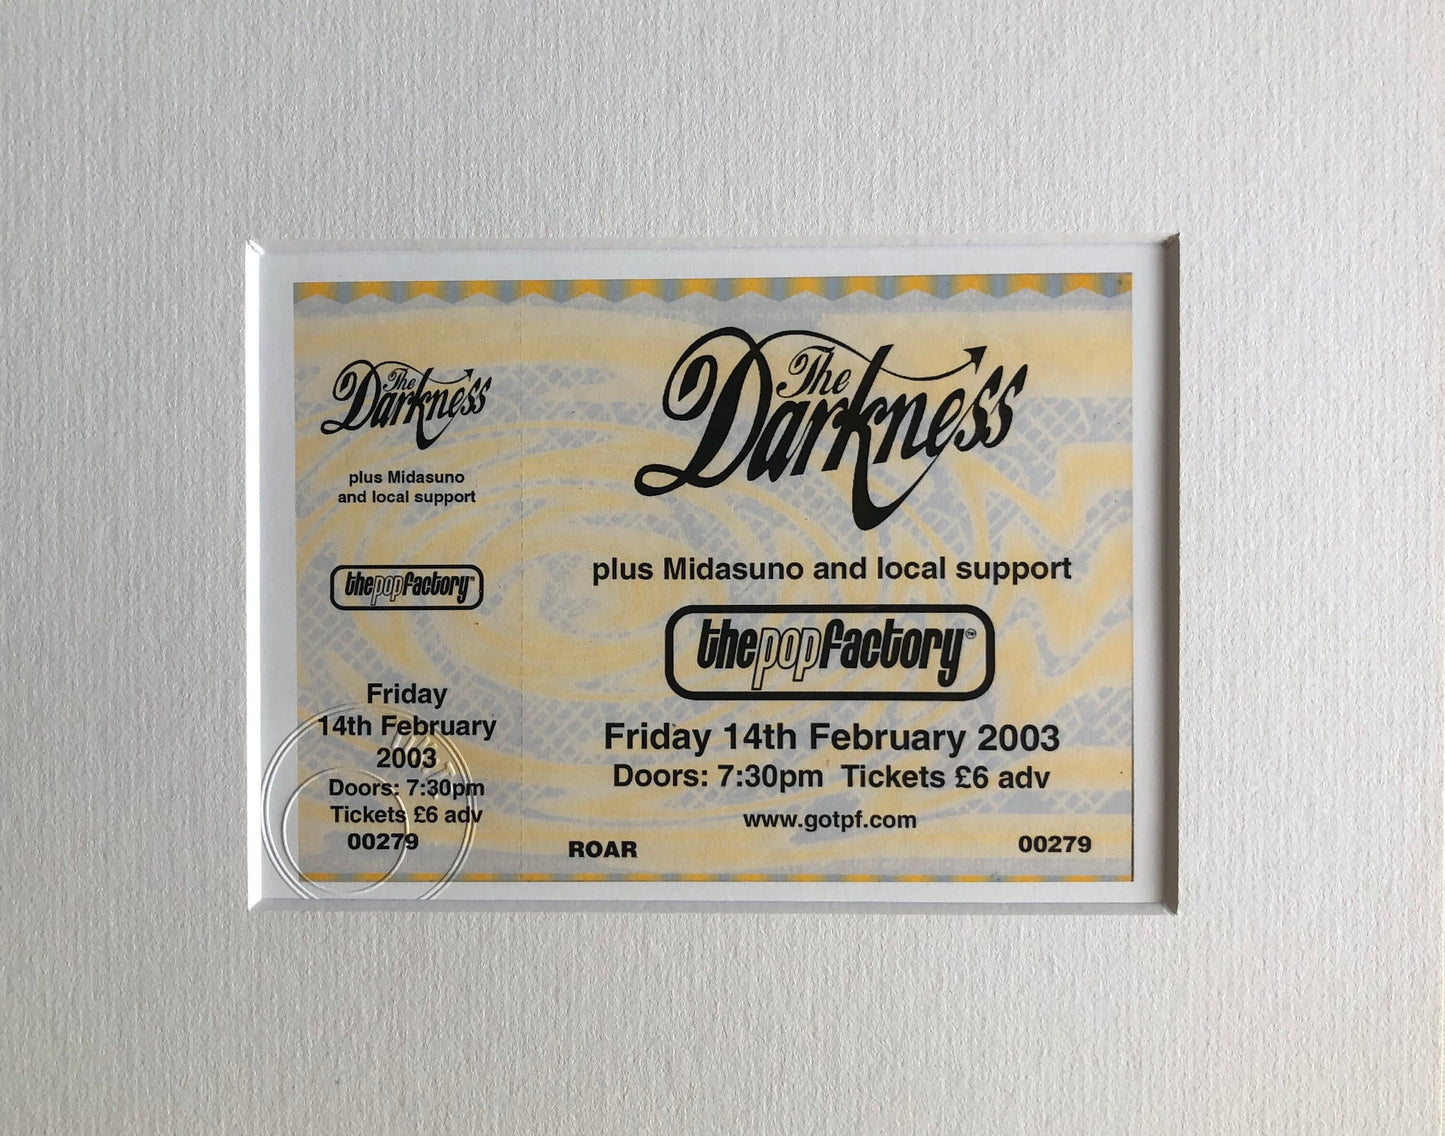 The Darkness
plus Midasuno
and local support
thepopfactory™
Friday
14th February
2003
Doors: 7:30pm
Tickets £6 adv
00279
The Darkness
plus Midasuno and local support
thepopfactory™
Friday 14th February 2003
Doors: 7:30pm Tickets £6 adv
www.gotpf.com
ROAR
00279